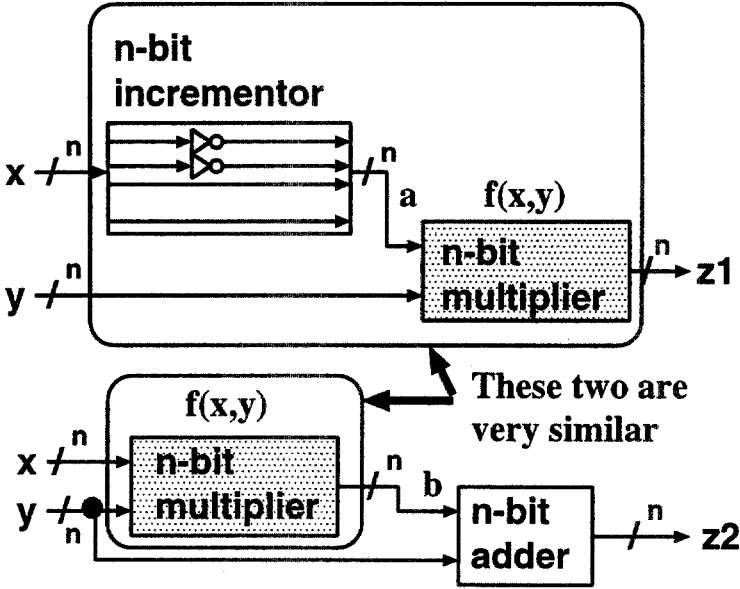 n-bit
incrementor
x
n
n
a
f(x,y)
n-bit
multiplier
n
z1
y
n
These two are
very similar
f(x,y)
x
n
n-bit
multiplier
n
b
y
n
n-bit
adder
n
z2